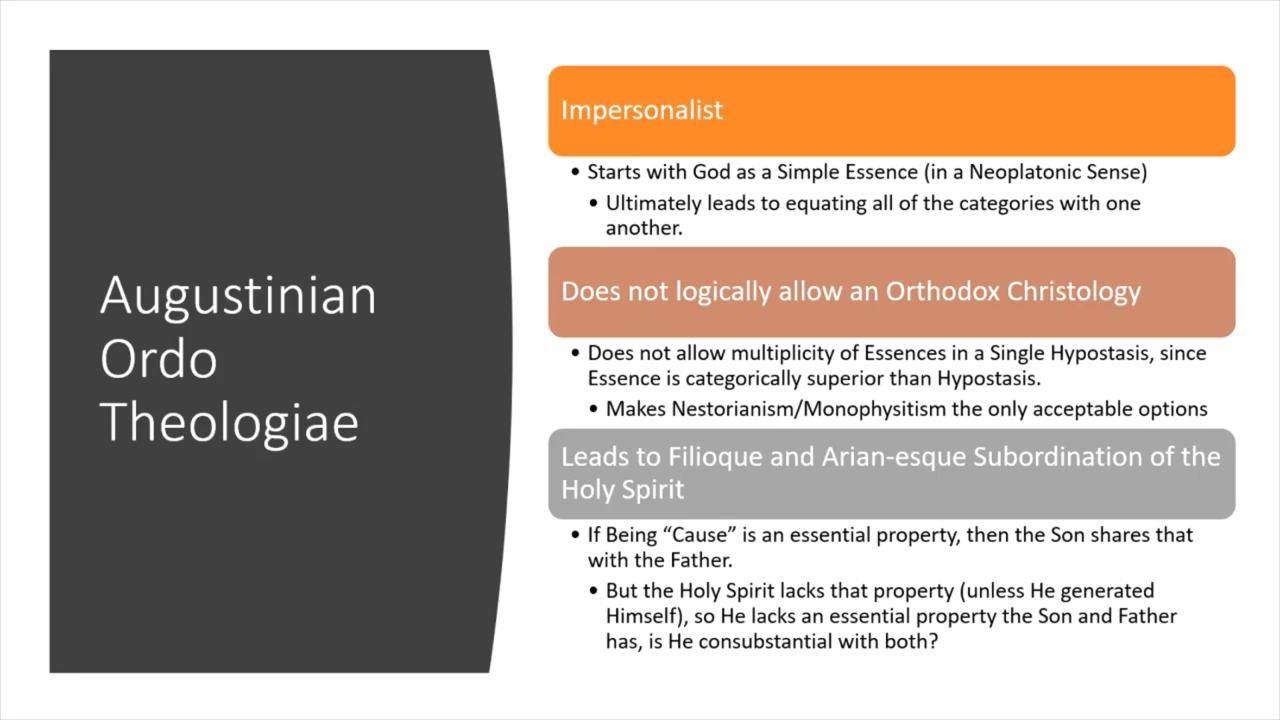 Augustinian
Ordo
Theologiae
Impersonalist
• Starts with God as a Simple Essence (in a Neoplatonic Sense)
• Ultimately leads to equating all of the categories with one
another.
Does not logically allow an Orthodox Christology
• Does not allow multiplicity of Essences in a Single Hypostasis, since
Essence is categorically superior than Hypostasis.
• Makes Nestorianism/Monophysitism the only acceptable options
Leads to Filioque and Arian-esque Subordination of the
Holy Spirit
• If Being “Cause” is an essential property, then the Son shares that
with the Father.
• But the Holy Spirit lacks that property (unless He generated
Himself), so He lacks an essential property the Son and Father
has, is He consubstantial with both?